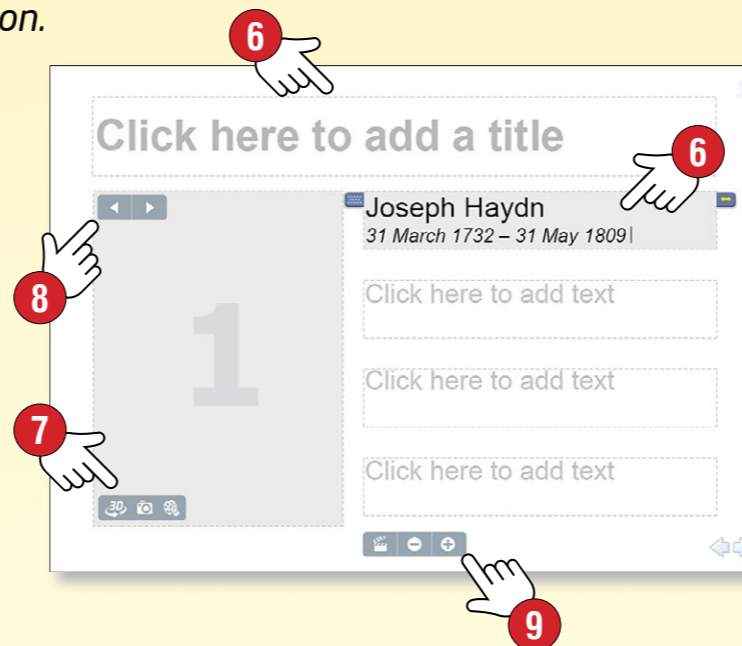 on.
6
Click here to add a title
6
Joseph Haydn
31 March 1732 – 31 May 1809
8
1
Click here to add text
Click here to add text
7
Click here to add text
3D
9